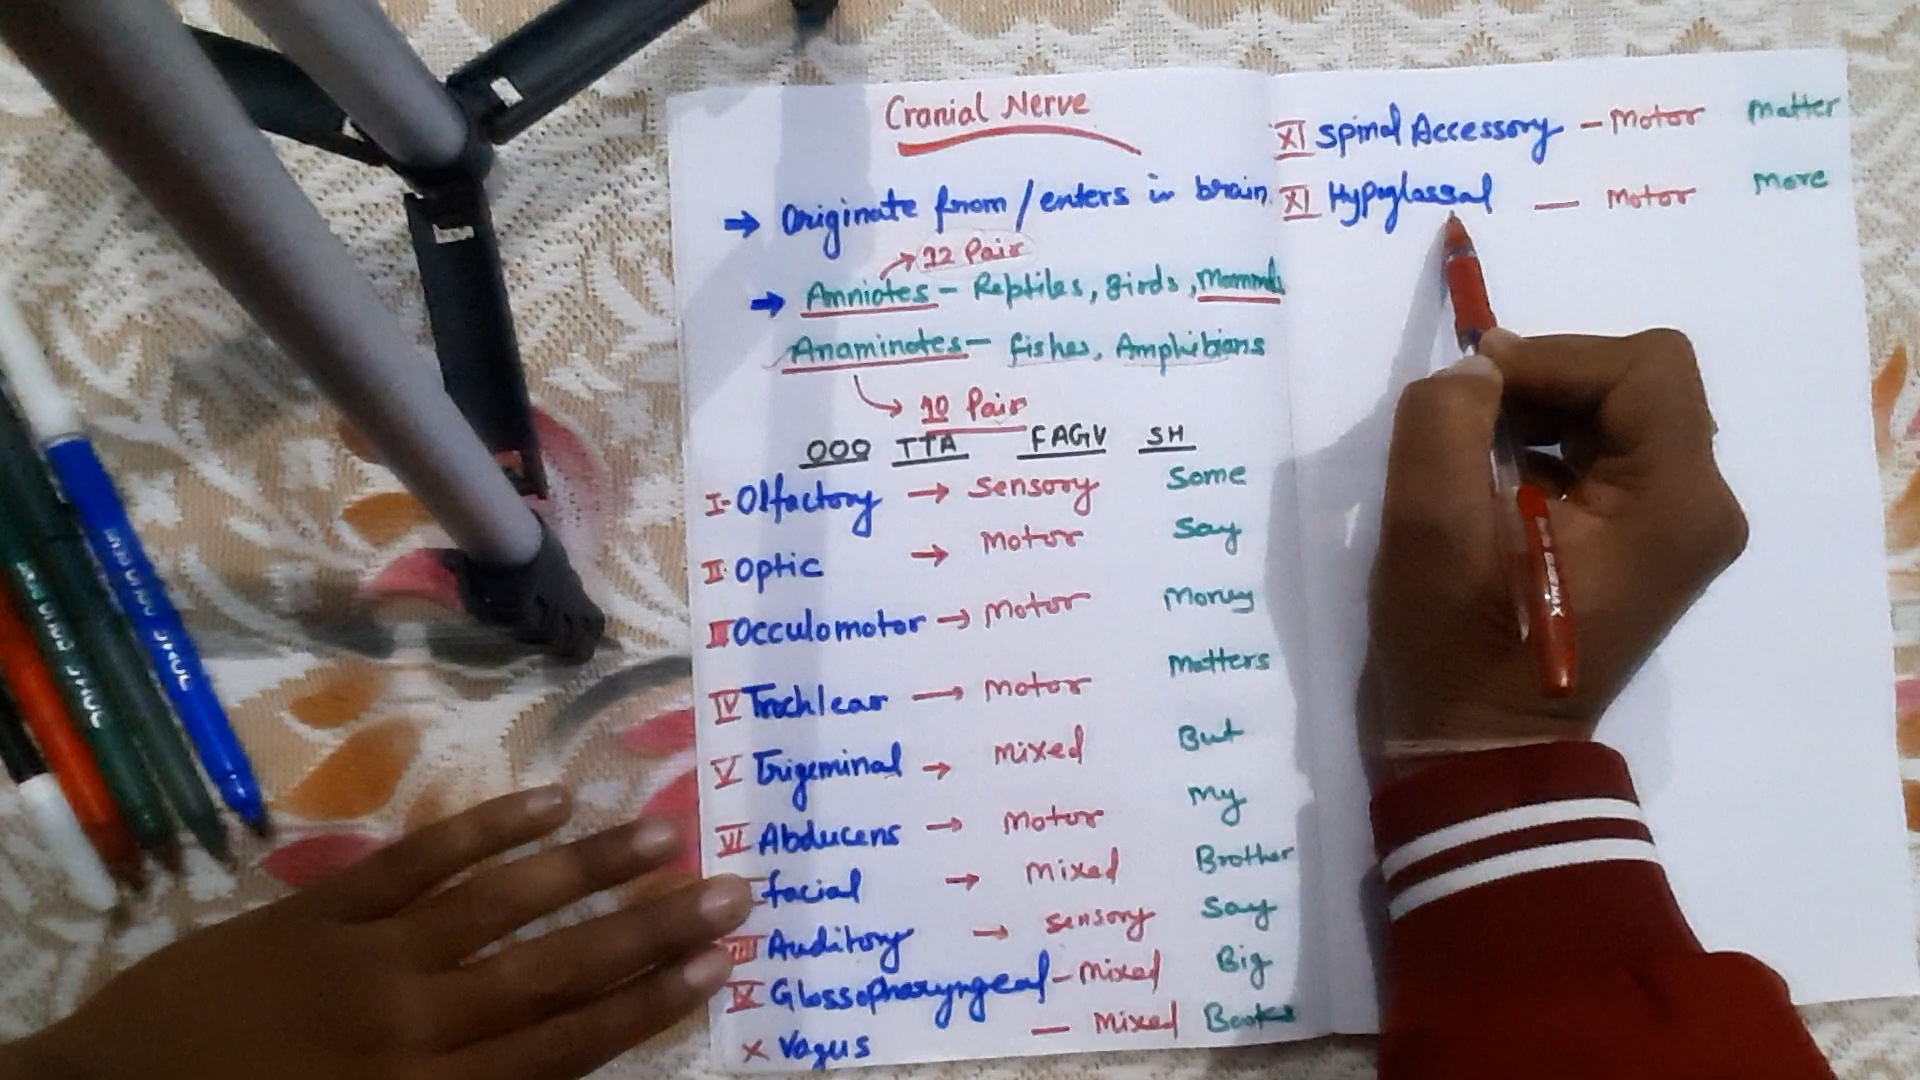 Cranial Nerve
⇒ Originate from/enters in brain
→ 12 Pair
→ Amniotes - Reptiles, Birds, Mammals
Anaminotes - fishes, Amphibians
→ 10 Pair
OOO TTA FAGV SH
I- Olfactory → Sensory Some
II- Optic → Motor Say
III Occulomotor → Motor Money
IV Trochlear → Motor Matters
V Trigeminal → Mixed But
VI Abducens → Motor My
facial → Mixed Brother
VIII Auditory → Sensory Say
IX Glossopharyngeal - Mixed Big
X Vagus — Mixed Books
XI Spinal Accessory - Motor Matter
XI Hypoglassal — Motor More